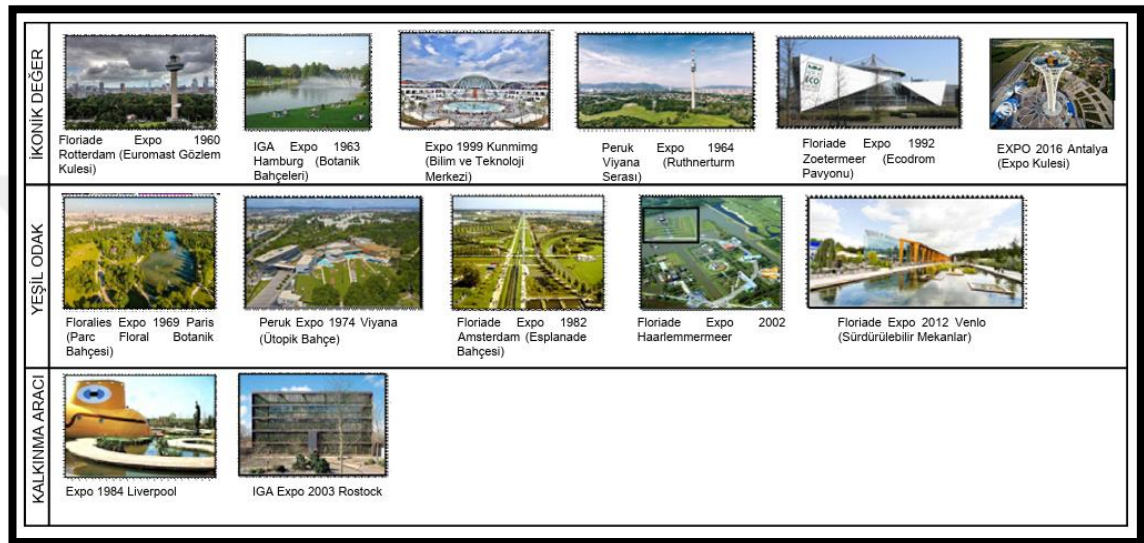 İKONİK DEĞER
Floriade Expo 1960
Rotterdam (Euromast Gözlem
Kulesi)
IGA Expo 1963
Hamburg (Botanik
Bahçeleri)
Expo 1999 Kunmimg
(Bilim ve Teknoloji
Merkezi)
Peruk Expo 1964
Viyana (Ruthnerturm
Serası)
ECO
Floriade Expo 1992
Zoetermeer (Ecodrom
Pavyonu)
EXPO 2016 Antalya
(Expo Kulesi)
YEŞİL ODAK
Floralies Expo 1969 Paris
(Parc Floral Botanik
Bahçesi)
Peruk Expo 1974 Viyana
(Ütopik Bahçe)
Floriade Expo 1982
Amsterdam (Esplanade
Bahçesi)
Floriade Expo 2002
Haarlemmermeer
Floriade Expo 2012 Venlo
(Sürdürülebilir Mekanlar)
KALKINMA ARACI
Expo 1984 Liverpool
IGA Expo 2003 Rostock